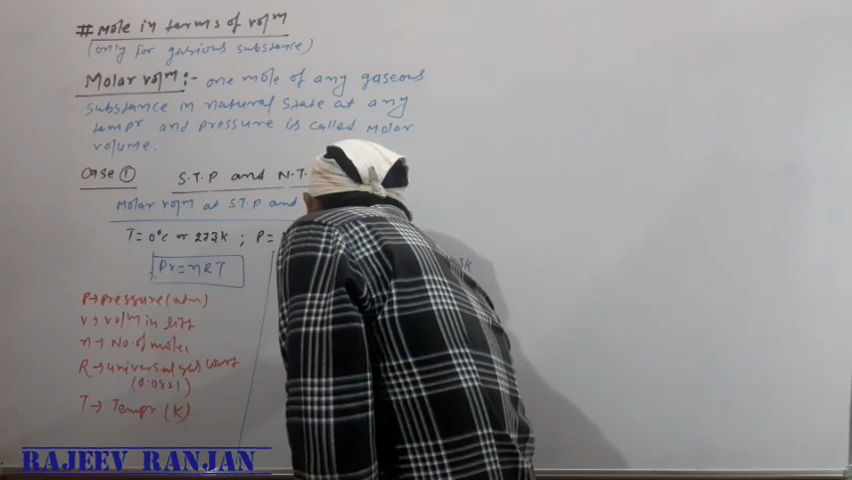 # Mole in terms of volm
(only for gasious substance)
Molar volm :- one mole of any gaseous
substance in natural state at any
tempr and pressure is called Molar
volume.
Case ①
S.T.P and N.T.
Molar volm at S.T.P and
T = 0°C or 273K ; P =
K
PV = nRT
P → pressure (atm)
V → volm in litr
n → No. of moles
R → universal gas const
(0.0821)
T → Tempr (K)
RAJEEV RANJAN